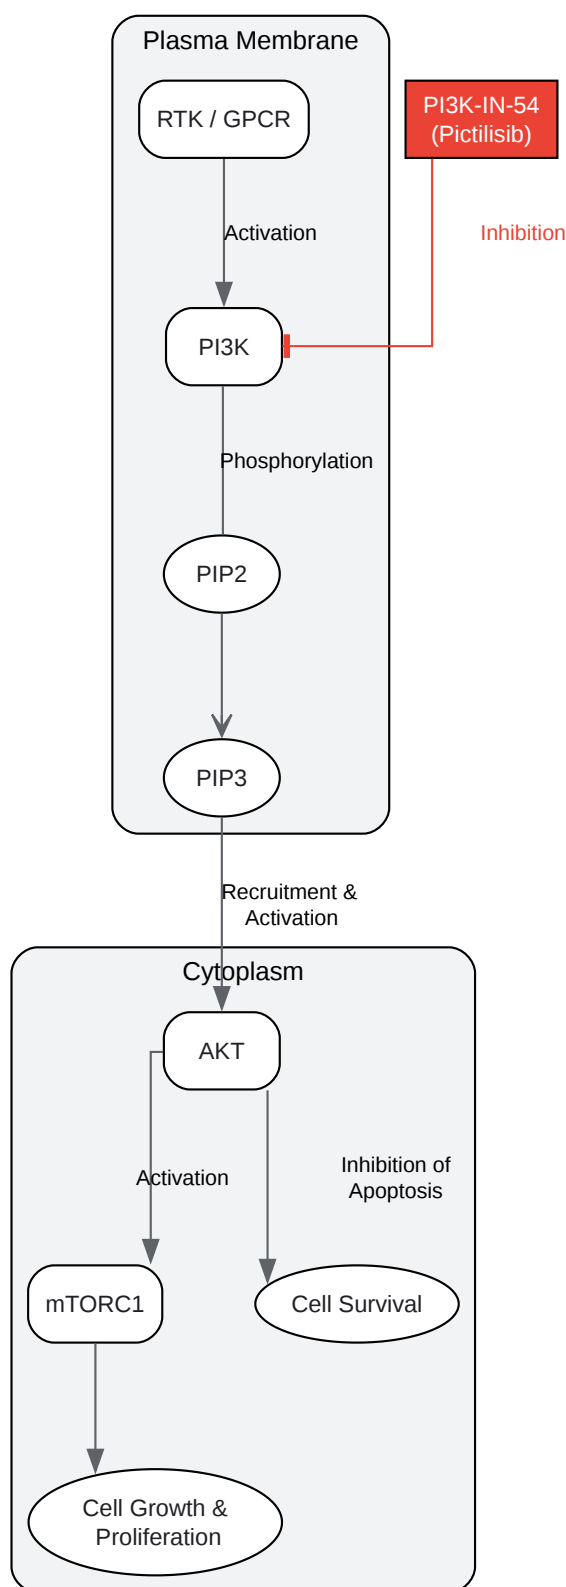 Plasma Membrane
RTK / GPCR
PI3K-IN-54
(Pictilisib)
Activation
Inhibition
PI3K
Phosphorylation
PIP2
PIP3
Recruitment &
Activation
Cytoplasm
AKT
Activation
Inhibition of
Apoptosis
mTORC1
Cell Survival
Cell Growth &
Proliferation